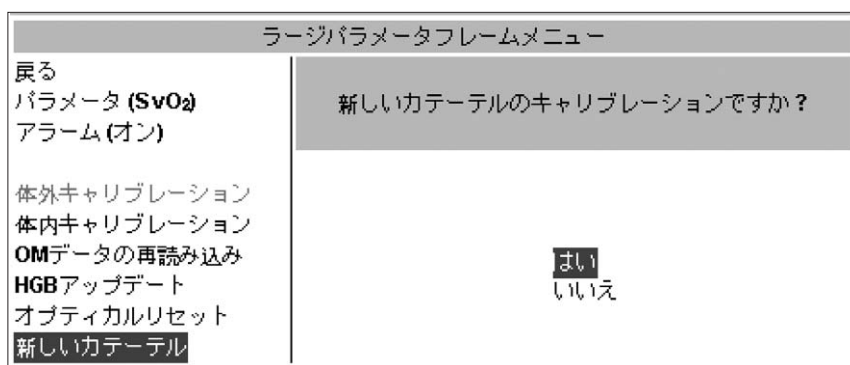 ラージパラメータフレームメニュー
戻る
パラメータ (SvO₂)
アラーム (オン)
体外キャリブレーション
体内キャリブレーション
OMデータの再読み込み
HGBアップデート
オプティカルリセット
新しいカテーテル
新しいカテーテルのキャリブレーションですか?
はい
いいえ